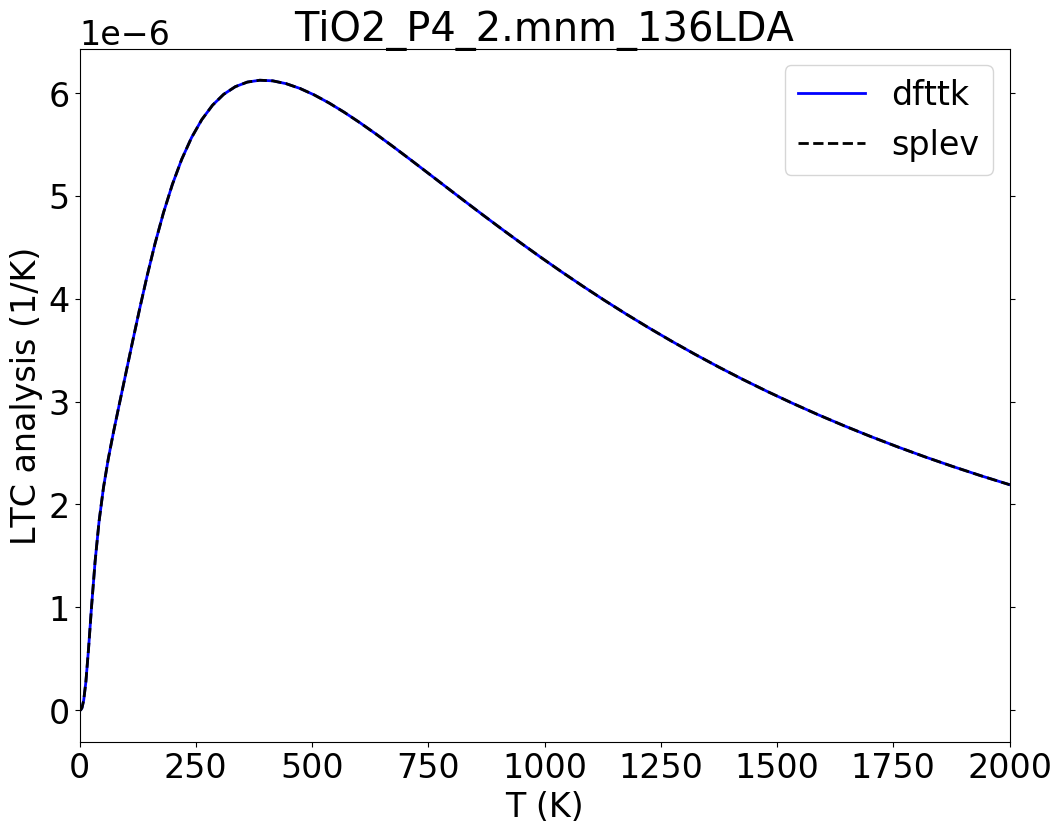 TiO2_P4_2.mnm_136LDA
1e−6
dfttk
splev
6
5
4
3
2
1
0
LTC analysis (1/K)
0 250 500 750 1000 1250 1500 1750 2000
T (K)